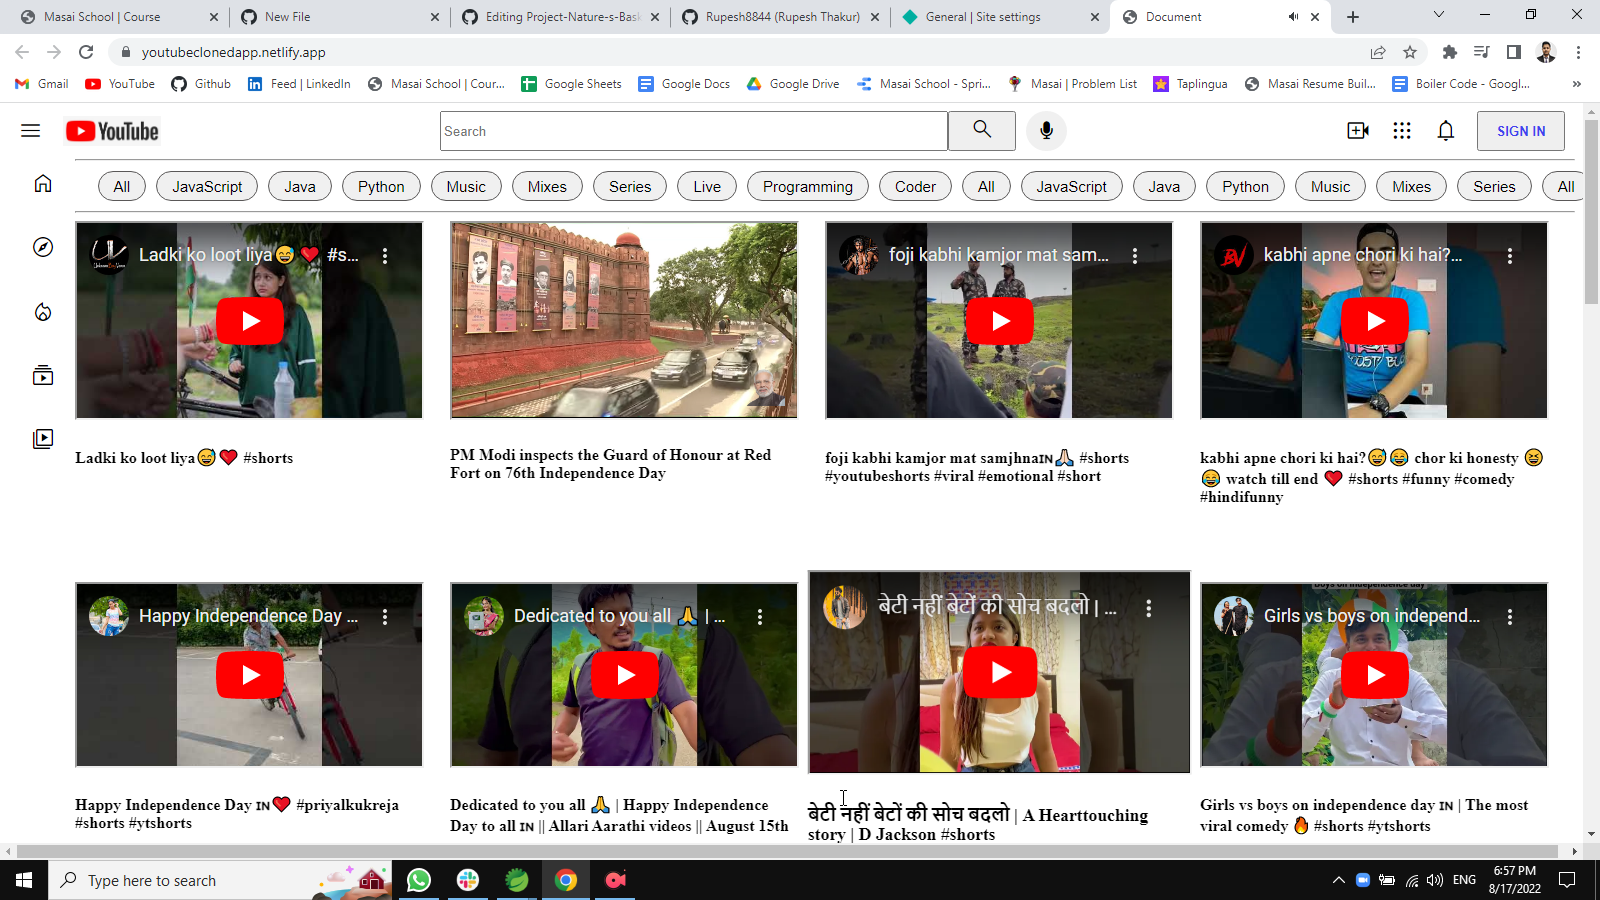 Masai School | Course
New File
Editing Project-Nature-s-Bask
Rupesh8844 (Rupesh Thakur)
General | Site settings
Document
youtubeclonedapp.netlify.app
Gmail
YouTube
Github
Feed | LinkedIn
Masai School | Cour...
Google Sheets
Google Docs
Google Drive
Masai School - Spri...
Masai | Problem List
Taplingua
Masai Resume Buil...
Boiler Code - Googl...
»
YouTube
Search
SIGN IN
All
JavaScript
Java
Python
Music
Mixes
Series
Live
Programming
Coder
All
JavaScript
Java
Python
Music
Mixes
Series
All
Ladki ko loot liya😅❤️ #s...
foji kabhi kamjor mat sam...
kabhi apne chori ki hai?...
Ladki ko loot liya😅❤️ #shorts
PM Modi inspects the Guard of Honour at Red
Fort on 76th Independence Day
foji kabhi kamjor mat samjhna🇮🇳🙏🏻 #shorts
#youtubeshorts #viral #emotional #short
kabhi apne chori ki hai?😅😂 chor ki honesty 😆
😂 watch till end ❤️ #shorts #funny #comedy
#hindifunny
Happy Independence Day ...
Dedicated to you all 🙏 | ...
बेटी नहीं बेटों की सोच बदलो | ...
Girls vs boys on independ...
Happy Independence Day 🇮🇳❤️ #priyalkukreja
#shorts #ytshorts
Dedicated to you all 🙏 | Happy Independence
Day to all 🇮🇳 || Allari Aarathi videos || August 15th
बेटी नहीं बेटों की सोच बदलो | A Hearttouching
story | D Jackson #shorts
Girls vs boys on independence day 🇮🇳 | The most
viral comedy 🔥 #shorts #ytshorts
Type here to search
ENG
6:57 PM
8/17/2022